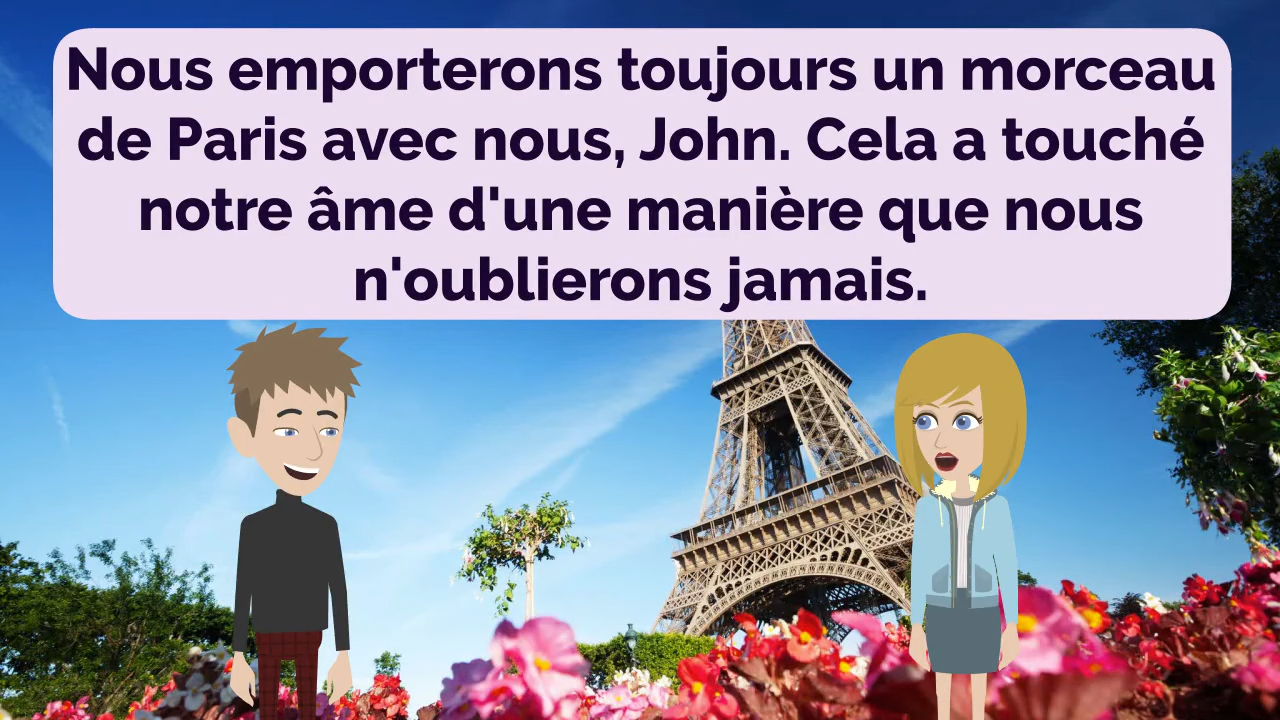 Nous emporterons toujours un morceau
de Paris avec nous, John. Cela a touché
notre âme d'une manière que nous
n'oublierons jamais.